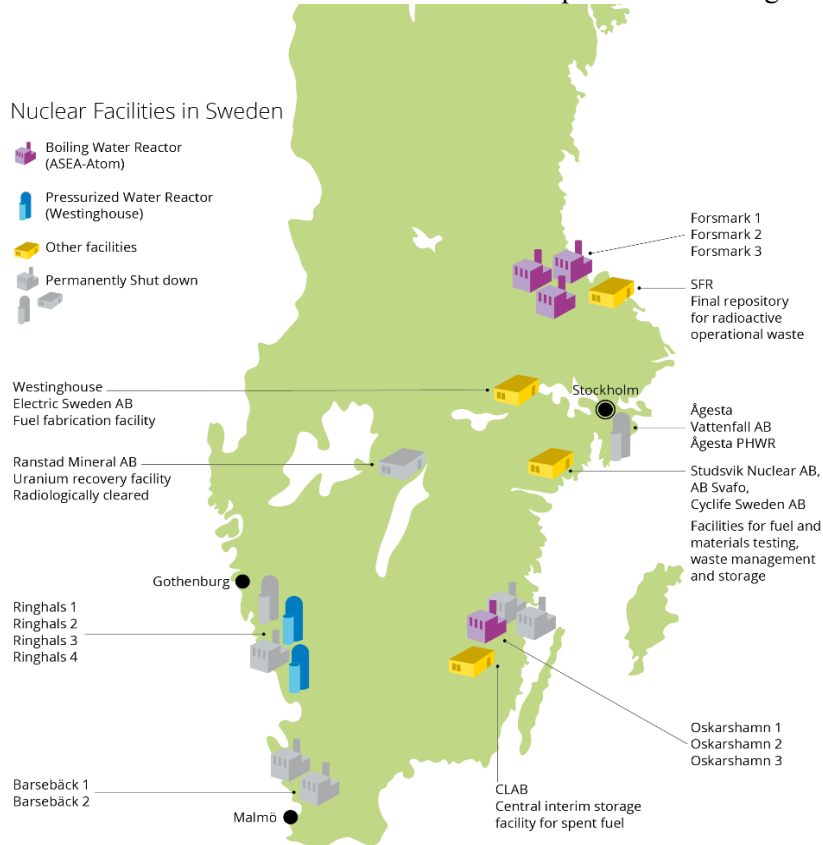 Nuclear Facilities in Sweden
Boiling Water Reactor
(ASEA-Atom)
Pressurized Water Reactor
(Westinghouse)
Other facilities
Permanently Shut down
Forsmark 1
Forsmark 2
Forsmark 3
SFR
Final repository
for radioactive
operational waste
Westinghouse
Electric Sweden AB
Fuel fabrication facility
Stockholm
Ågesta
Vattenfall AB
Ågesta PHWR
Ranstad Mineral AB
Uranium recovery facility
Radiologically cleared
Studsvik Nuclear AB,
AB Svafo,
Cyclife Sweden AB
Facilities for fuel and
materials testing,
waste management
and storage
Gothenburg
Ringhals 1
Ringhals 2
Ringhals 3
Ringhals 4
Oskarshamn 1
Oskarshamn 2
Oskarshamn 3
Barsebäck 1
Barsebäck 2
CLAB
Central interim storage
facility for spent fuel
Malmö